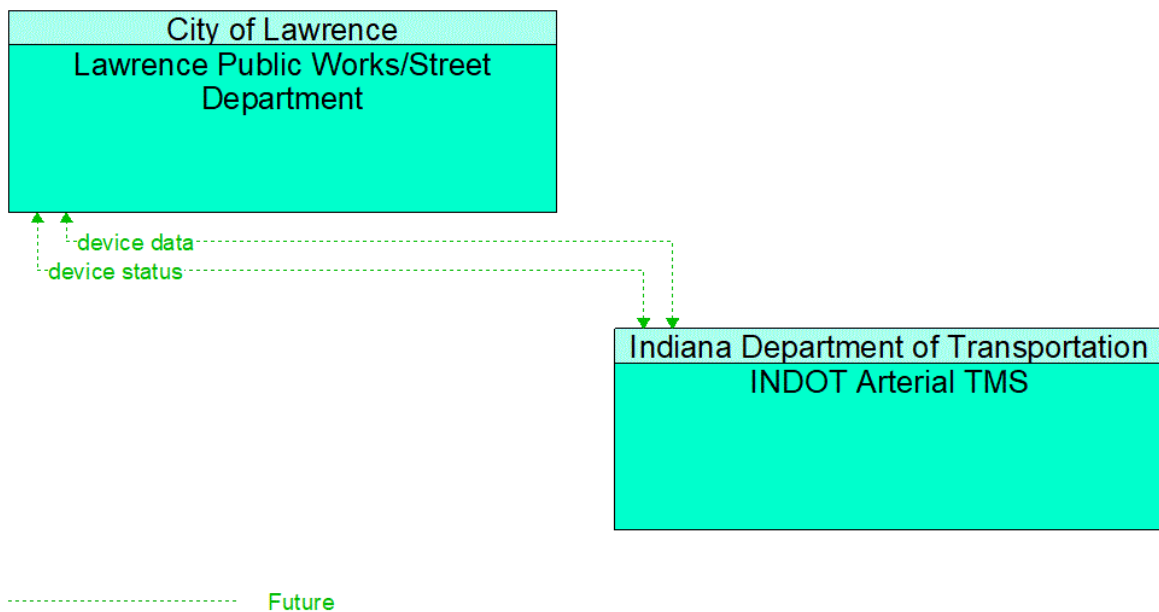 City of Lawrence
Lawrence Public Works/Street
Department
device data
device status
Indiana Department of Transportation
INDOT Arterial TMS
Future